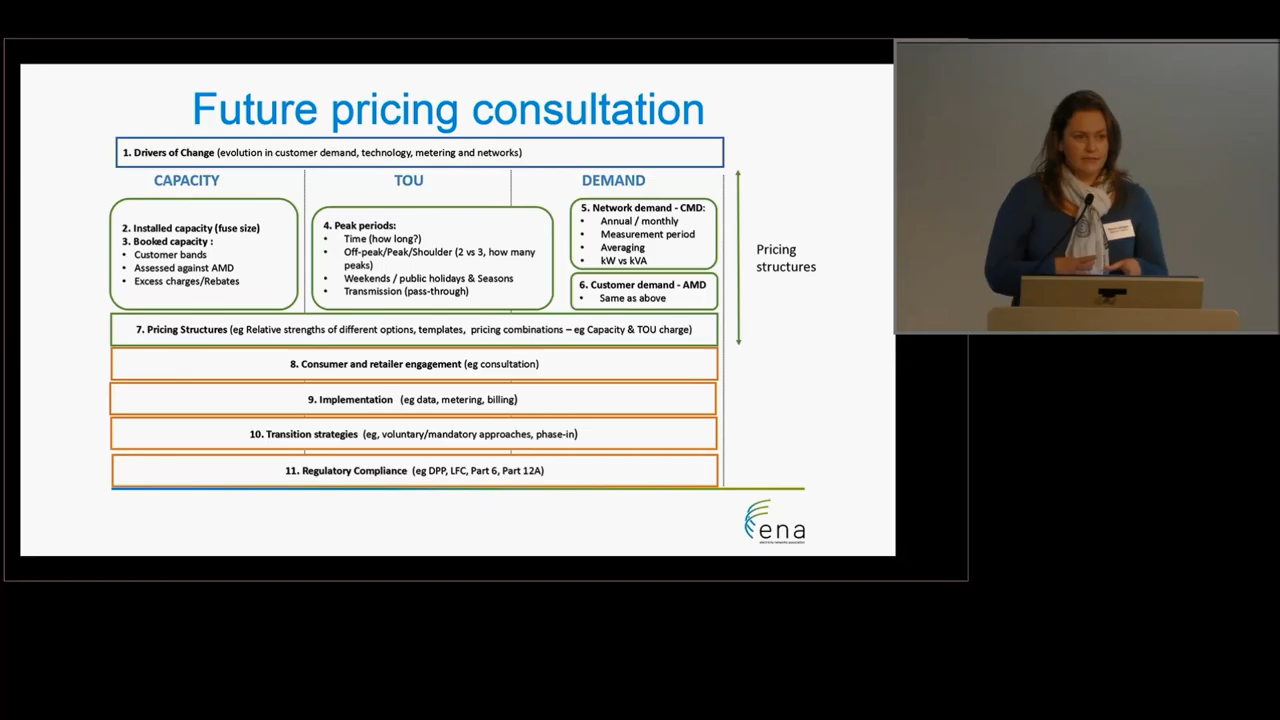 Future pricing consultation
1. Drivers of Change (evolution in customer demand, technology, metering and networks)
CAPACITY
TOU
DEMAND
2. Installed capacity (fuse size)
3. Booked capacity :
• Customer bands
• Assessed against AMD
• Excess charges/Rebates
4. Peak periods:
• Time (how long?)
• Off-peak/Peak/Shoulder (2 vs 3, how many
peaks)
• Weekends / public holidays & Seasons
• Transmission (pass-through)
5. Network demand - CMD:
• Annual / monthly
• Measurement period
• Averaging
• kW vs kVA
6. Customer demand - AMD
• Same as above
Pricing
structures
7. Pricing Structures (eg Relative strengths of different options, templates, pricing combinations – eg Capacity & TOU charge)
8. Consumer and retailer engagement (eg consultation)
9. Implementation (eg data, metering, billing)
10. Transition strategies (eg, voluntary/mandatory approaches, phase-in)
11. Regulatory Compliance (eg DPP, LFC, Part 6, Part 12A)
ena
electricity networks association